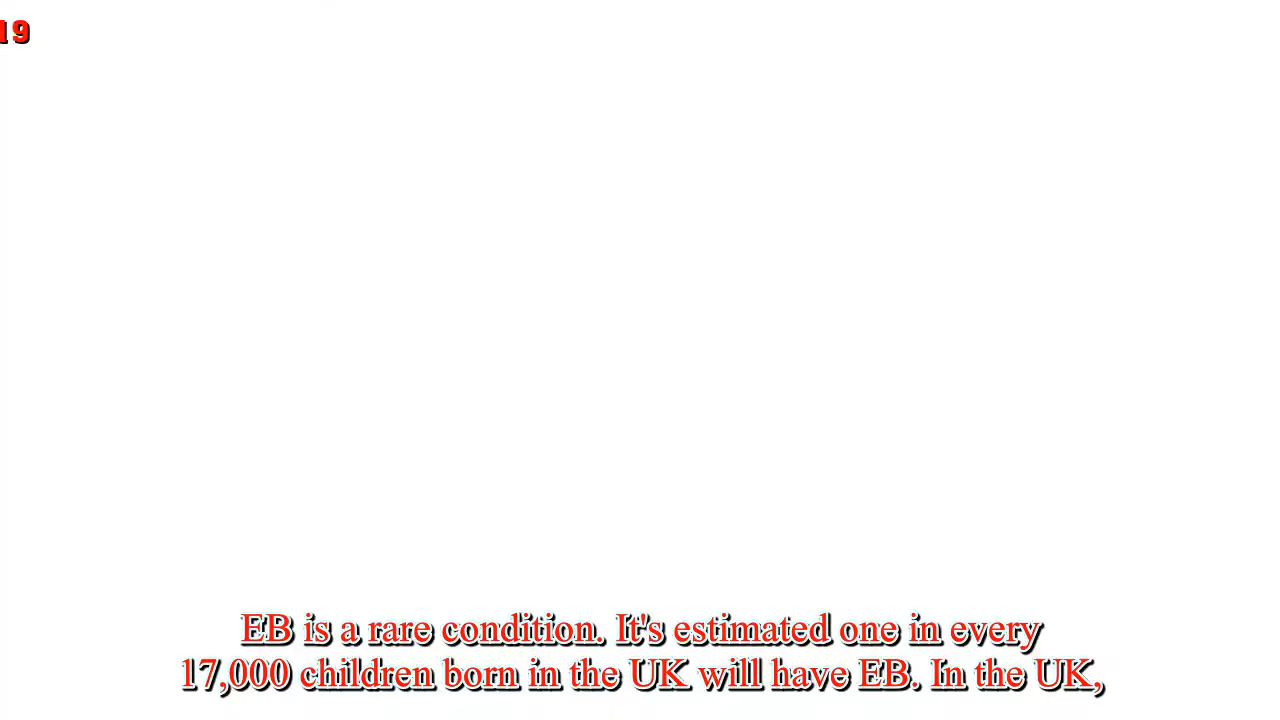 19
EB is a rare condition. It's estimated one in every
17,000 children born in the UK will have EB. In the UK,